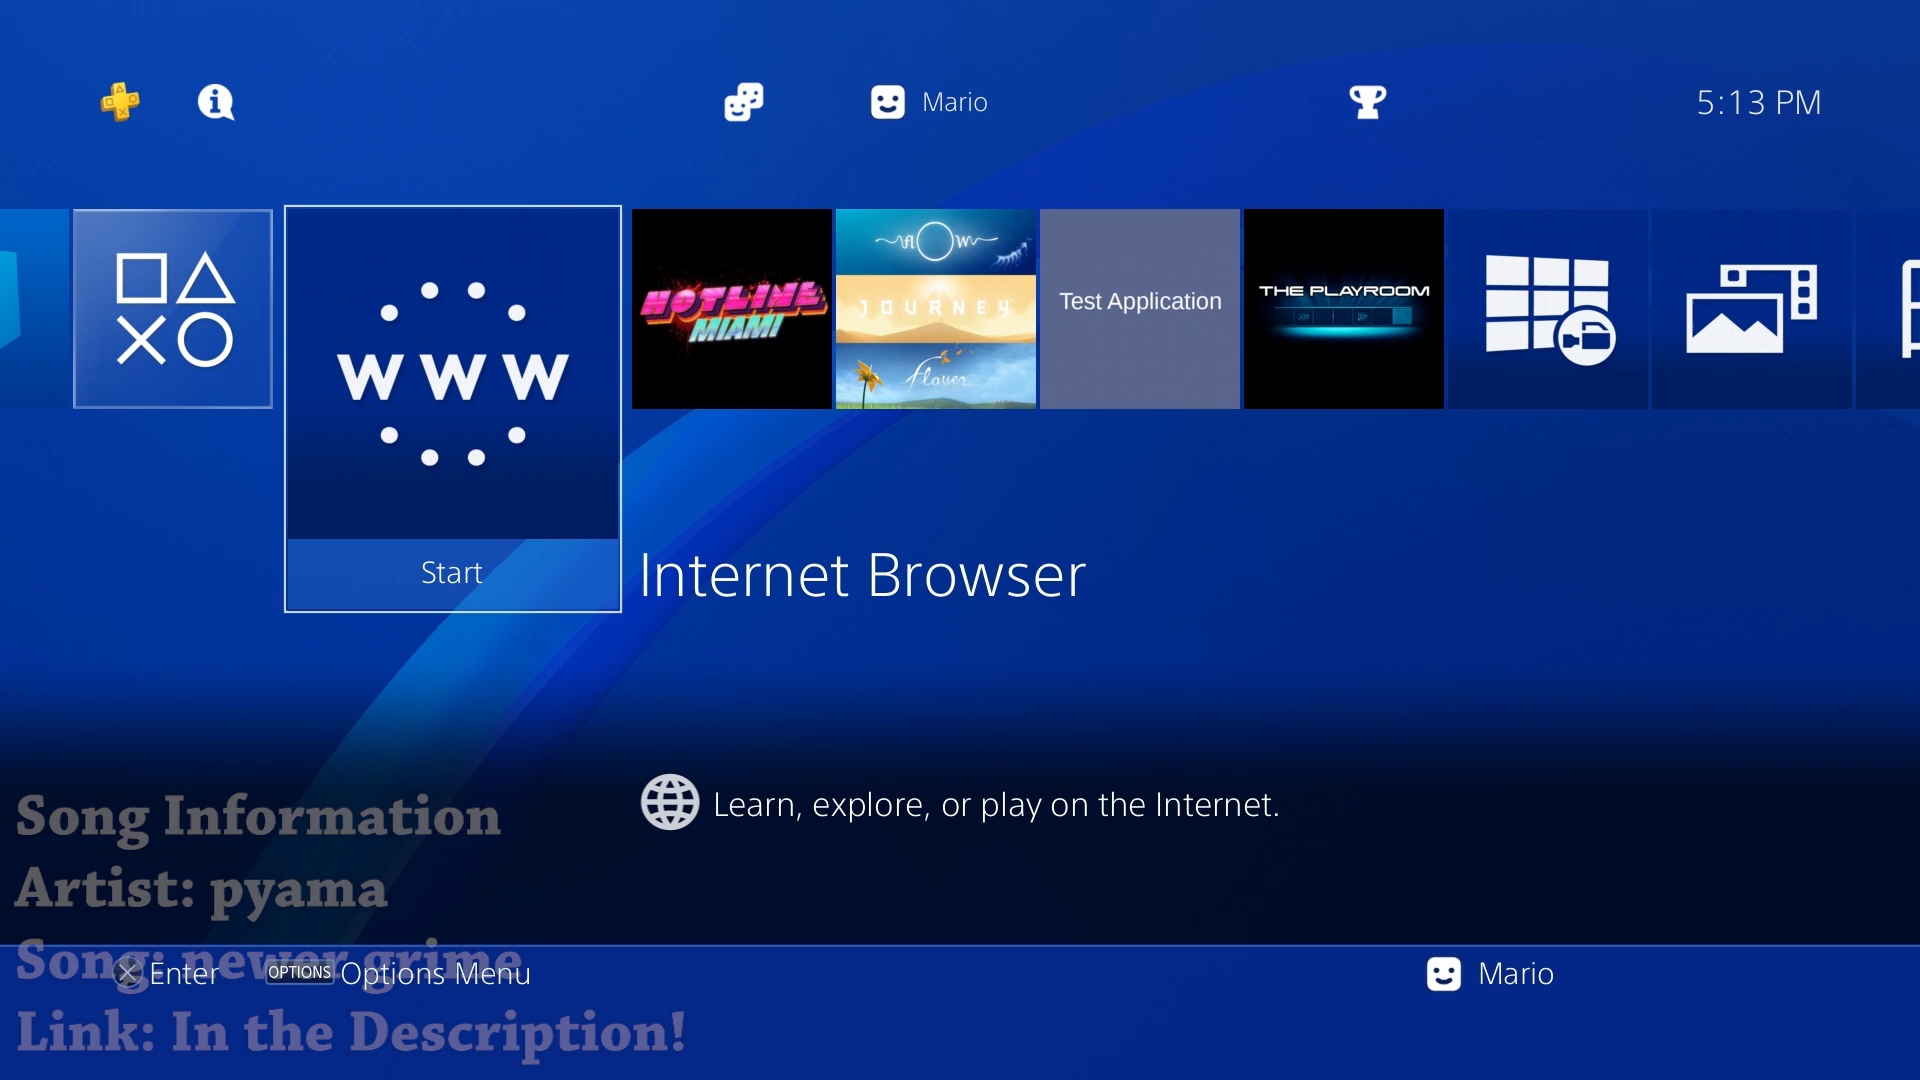 Mario
5:13 PM
WWW
HOTLINE
MIAMI
flOw
JOURNEY
flower
Test Application
THE PLAYROOM
Start
Internet Browser
Learn, explore, or play on the Internet.
Song Information
Artist: pyama
Song: newer grime
Enter
OPTIONS Options Menu
Mario
Link: In the Description!